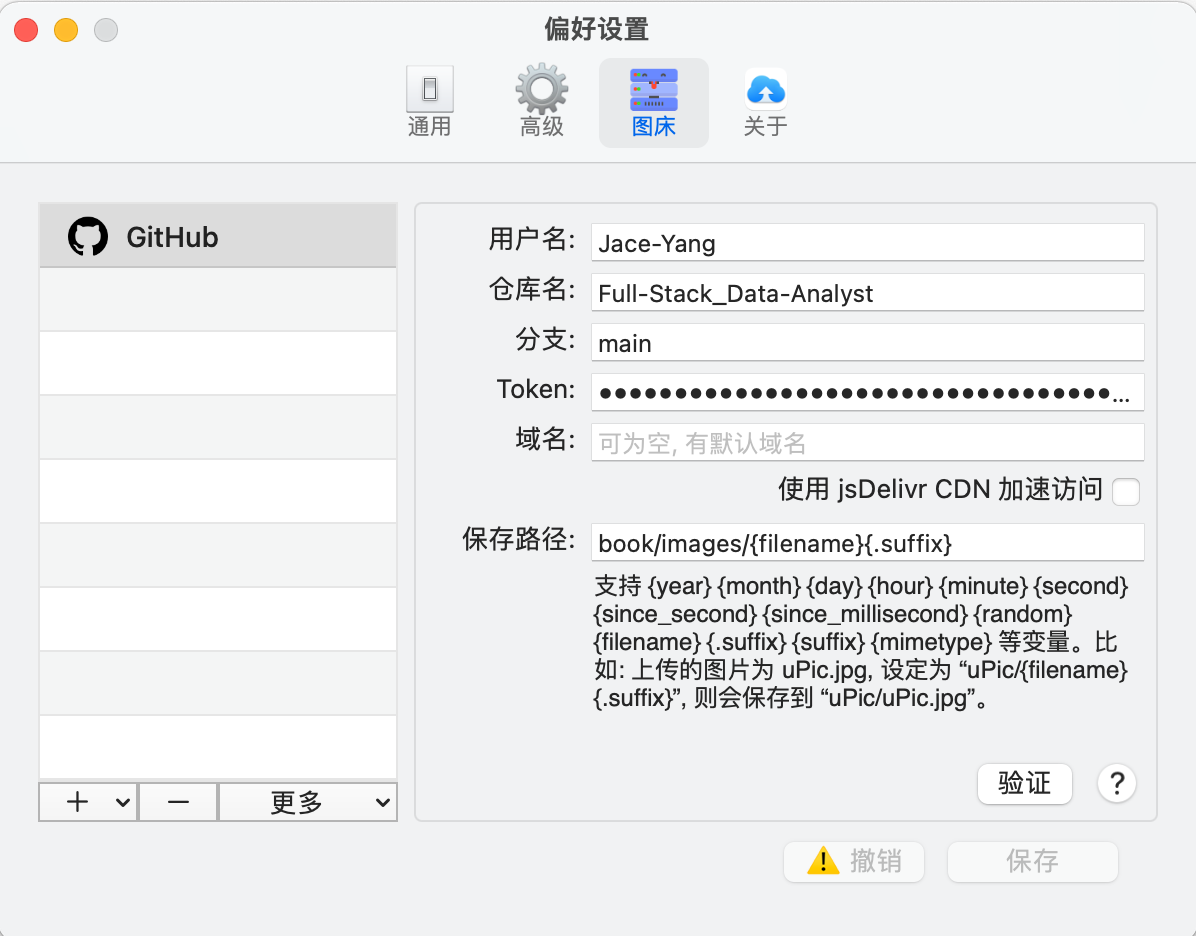 偏好设置
通用
高级
图床
关于
GitHub
用户名: Jace-Yang
仓库名: Full-Stack_Data-Analyst
分支: main
Token: ●●●●●●●●●●●●●●●●●●●●●●●●●●●●●●●●●●...
域名: 可为空, 有默认域名
使用 jsDelivr CDN 加速访问
保存路径: book/images/{filename}{.suffix}
支持 {year} {month} {day} {hour} {minute} {second}
{since_second} {since_millisecond} {random}
{filename} {.suffix} {suffix} {mimetype} 等变量。比
如: 上传的图片为 uPic.jpg, 设定为 “uPic/{filename}
{.suffix}”, 则会保存到 “uPic/uPic.jpg”。
验证
?
更多
撤销
保存